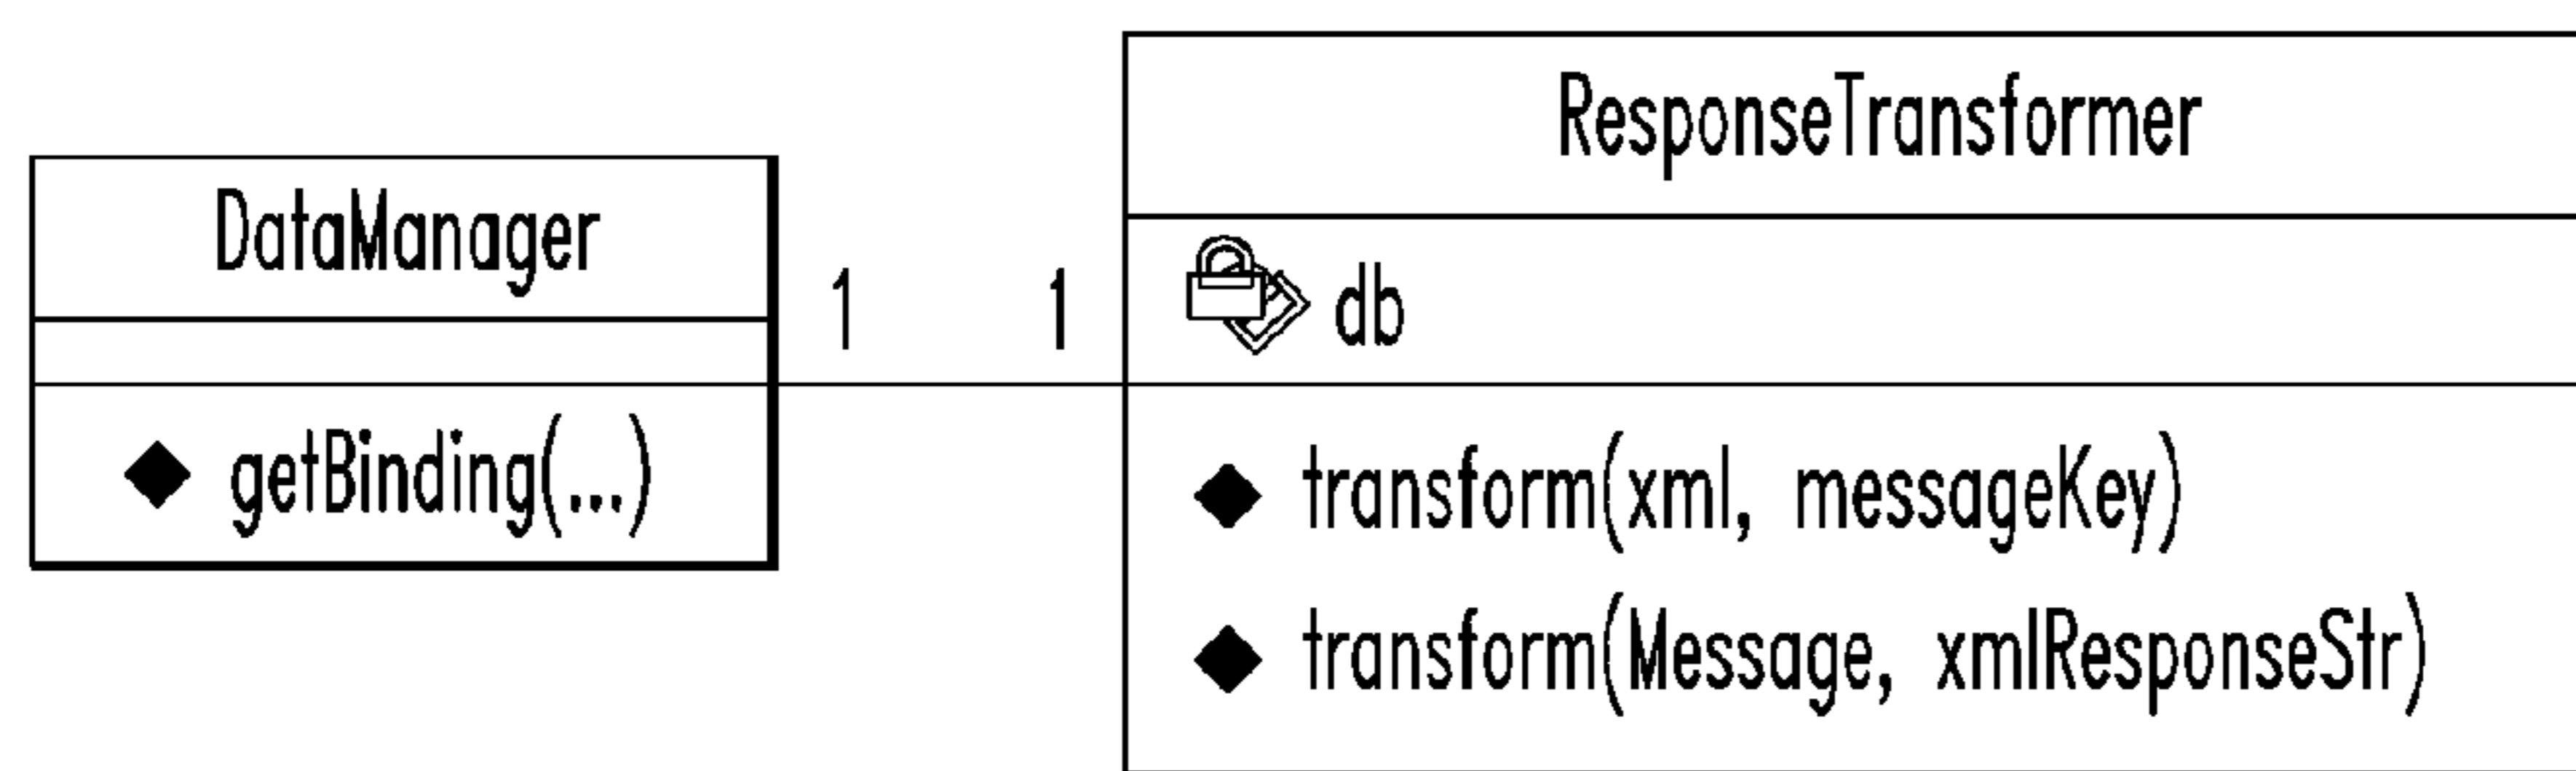 DataManager
getBinding(...)
1 1
ResponseTransformer
db
transform(xml, messageKey)
transform(Message, xmlResponseStr)